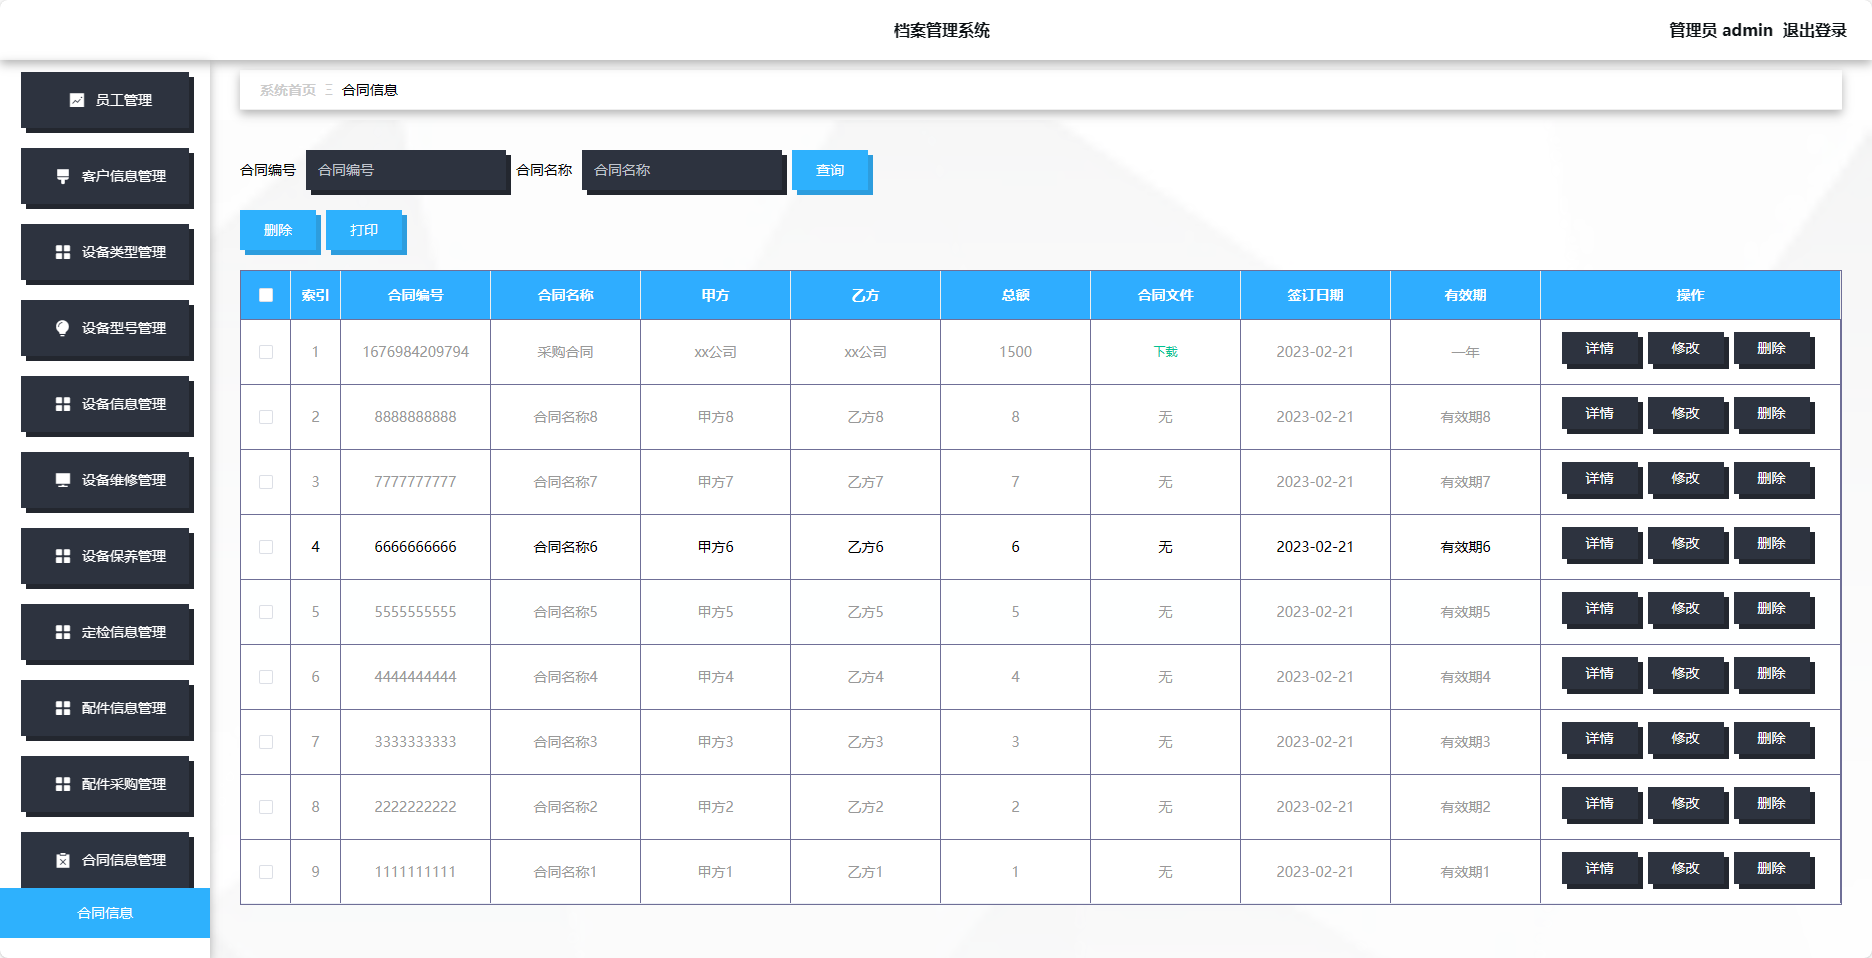 档案管理系统
管理员 admin 退出登录
员工管理
客户信息管理
设备类型管理
设备型号管理
设备信息管理
设备维修管理
设备保养管理
定检信息管理
配件信息管理
配件采购管理
合同信息管理
合同信息
系统首页 Ξ 合同信息
合同编号 合同编号 合同名称 合同名称 查询
删除 打印
索引 合同编号 合同名称 甲方 乙方 总额 合同文件 签订日期 有效期 操作
1 1676984209794 采购合同 xx公司 xx公司 1500 下载 2023-02-21 一年 详情 修改 删除
2 8888888888 合同名称8 甲方8 乙方8 8 无 2023-02-21 有效期8 详情 修改 删除
3 7777777777 合同名称7 甲方7 乙方7 7 无 2023-02-21 有效期7 详情 修改 删除
4 6666666666 合同名称6 甲方6 乙方6 6 无 2023-02-21 有效期6 详情 修改 删除
5 5555555555 合同名称5 甲方5 乙方5 5 无 2023-02-21 有效期5 详情 修改 删除
6 4444444444 合同名称4 甲方4 乙方4 4 无 2023-02-21 有效期4 详情 修改 删除
7 3333333333 合同名称3 甲方3 乙方3 3 无 2023-02-21 有效期3 详情 修改 删除
8 2222222222 合同名称2 甲方2 乙方2 2 无 2023-02-21 有效期2 详情 修改 删除
9 1111111111 合同名称1 甲方1 乙方1 1 无 2023-02-21 有效期1 详情 修改 删除